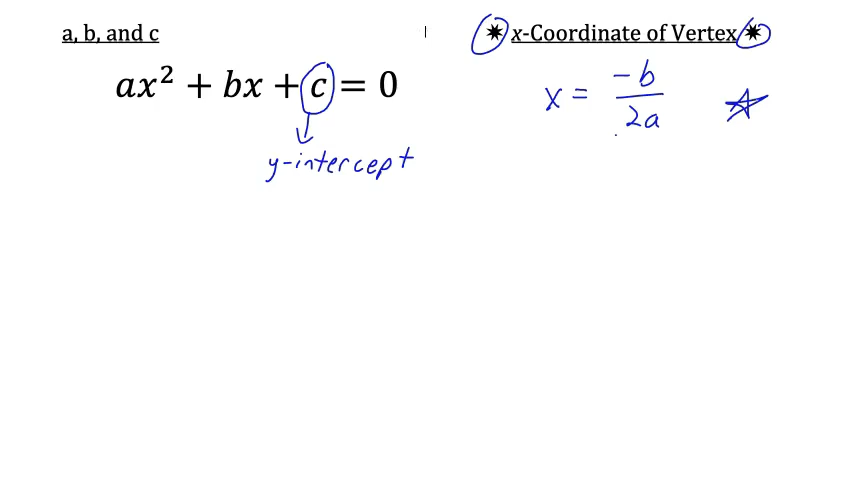 a, b, and c
ax² + bx + c = 0
y-intercept
✷ x-Coordinate of Vertex ✷
x = -b/2a